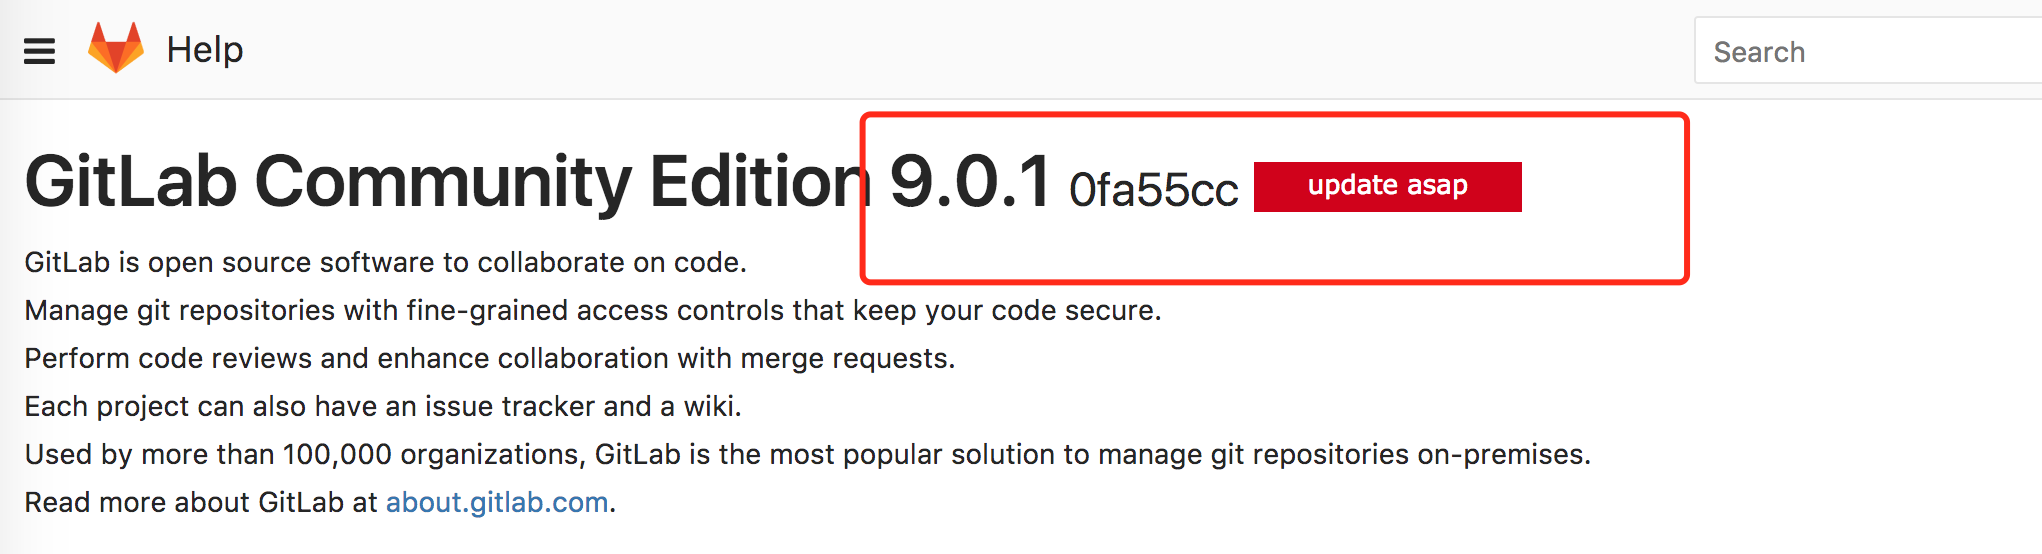 Help
Search
GitLab Community Edition 9.0.1 0fa55cc update asap
GitLab is open source software to collaborate on code.
Manage git repositories with fine-grained access controls that keep your code secure.
Perform code reviews and enhance collaboration with merge requests.
Each project can also have an issue tracker and a wiki.
Used by more than 100,000 organizations, GitLab is the most popular solution to manage git repositories on-premises.
Read more about GitLab at about.gitlab.com.